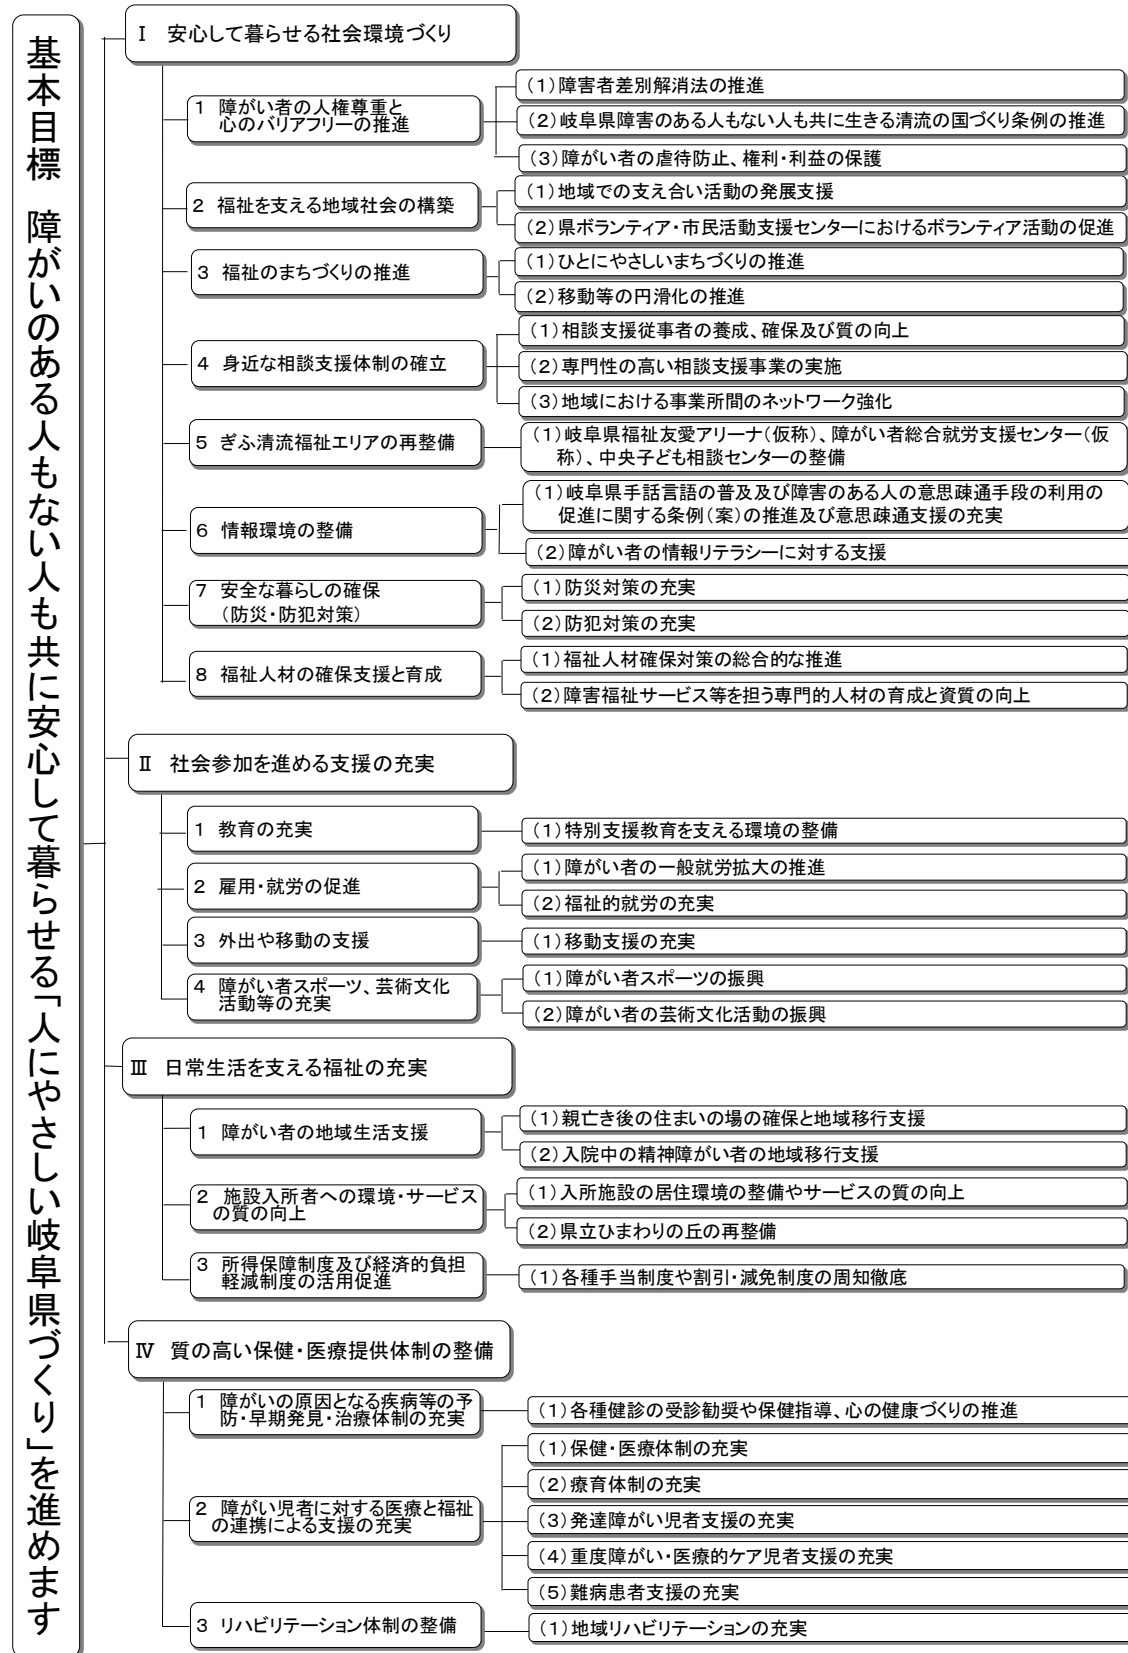 基本目標　障がいのある人もない人も共に安心して暮らせる「人にやさしい岐阜県づくり」を進めます
Ⅰ　安心して暮らせる社会環境づくり
1　障がい者の人権尊重と
心のバリアフリーの推進
(1)障害者差別解消法の推進
(2)岐阜県障害のある人もない人も共に生きる清流の国づくり条例の推進
(3)障がい者の虐待防止、権利・利益の保護
2　福祉を支える地域社会の構築
(1)地域での支え合い活動の発展支援
(2)県ボランティア・市民活動支援センターにおけるボランティア活動の促進
3　福祉のまちづくりの推進
(1)ひとにやさしいまちづくりの推進
(2)移動等の円滑化の推進
4　身近な相談支援体制の確立
(1)相談支援従事者の養成、確保及び質の向上
(2)専門性の高い相談支援事業の実施
(3)地域における事業所間のネットワーク強化
5　ぎふ清流福祉エリアの再整備
(1)岐阜県福祉友愛アリーナ(仮称)、障がい者総合就労支援センター(仮
称)、中央子ども相談センターの整備
6　情報環境の整備
(1)岐阜県手話言語の普及及び障害のある人の意思疎通手段の利用の
促進に関する条例(案)の推進及び意思疎通支援の充実
(2)障がい者の情報リテラシーに対する支援
7　安全な暮らしの確保
(防災・防犯対策)
(1)防災対策の充実
(2)防犯対策の充実
8　福祉人材の確保支援と育成
(1)福祉人材確保対策の総合的な推進
(2)障害福祉サービス等を担う専門的人材の育成と資質の向上
Ⅱ　社会参加を進める支援の充実
1　教育の充実
(1)特別支援教育を支える環境の整備
2　雇用・就労の促進
(1)障がい者の一般就労拡大の推進
(2)福祉的就労の充実
3　外出や移動の支援
(1)移動支援の充実
4　障がい者スポーツ、芸術文化
活動等の充実
(1)障がい者スポーツの振興
(2)障がい者の芸術文化活動の振興
Ⅲ　日常生活を支える福祉の充実
1　障がい者の地域生活支援
(1)親亡き後の住まいの場の確保と地域移行支援
(2)入院中の精神障がい者の地域移行支援
2　施設入所者への環境・サービス
の質の向上
(1)入所施設の居住環境の整備やサービスの質の向上
(2)県立ひまわりの丘の再整備
3　所得保障制度及び経済的負担
軽減制度の活用促進
(1)各種手当制度や割引・減免制度の周知徹底
Ⅳ　質の高い保健・医療提供体制の整備
1　障がいの原因となる疾病等の予
防・早期発見・治療体制の充実
(1)各種健診の受診勧奨や保健指導、心の健康づくりの推進
2　障がい児者に対する医療と福祉
の連携による支援の充実
(1)保健・医療体制の充実
(2)療育体制の充実
(3)発達障がい児者支援の充実
(4)重度障がい・医療的ケア児者支援の充実
(5)難病患者支援の充実
3　リハビリテーション体制の整備
(1)地域リハビリテーションの充実